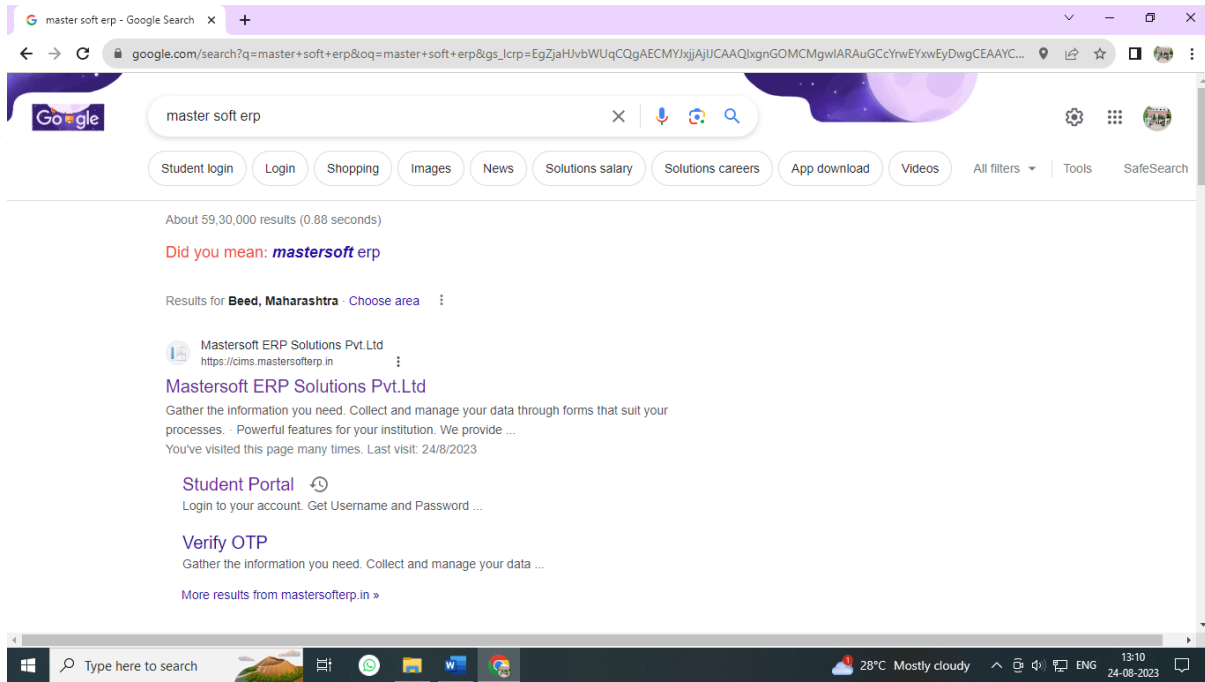 master soft erp - Google Search
google.com/search?q=master+soft+erp&oq=master+soft+erp&gs_lcrp=
Google
master soft erp
Student login Login Shopping Images News Solutions salary Solutions careers App download Videos All filters Tools SafeSearch
About 59,30,000 results (0.88 seconds)
Did you mean: mastersoft erp
Results for Beed, Maharashtra · Choose area
Mastersoft ERP Solutions Pvt.Ltd
https://cims.mastersofterp.in
Mastersoft ERP Solutions Pvt.Ltd
Gather the information you need. Collect and manage your data through forms that suit your
processes. · Powerful features for your institution. We provide ...
You've visited this page many times. Last visit: 24/8/2023
Student Portal
Login to your account. Get Username and Password ...
Verify OTP
Gather the information you need. Collect and manage your data ...
More results from mastersofterp.in »
Type here to search
1
28°C Mostly cloudy
ENG
13:10
24-08-2023